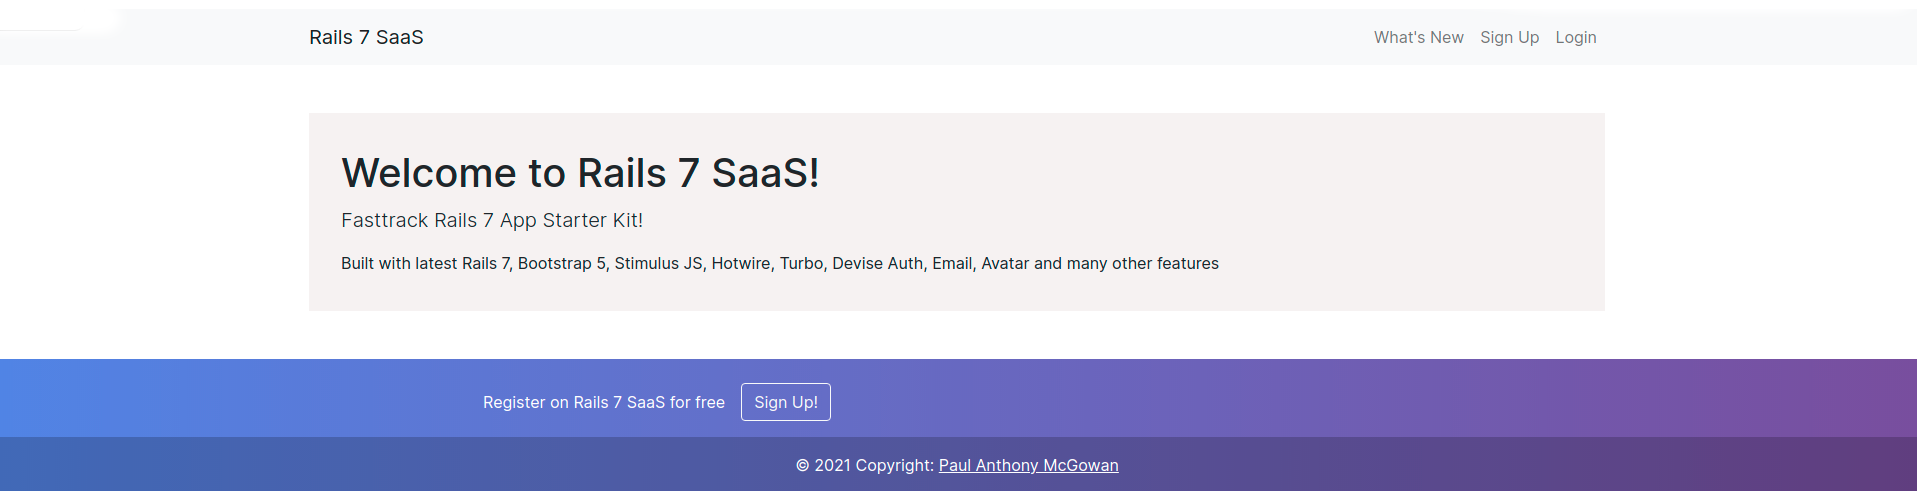 Rails 7 SaaS What's New Sign Up Login
Welcome to Rails 7 SaaS!
Fasttrack Rails 7 App Starter Kit!
Built with latest Rails 7, Bootstrap 5, Stimulus JS, Hotwire, Turbo, Devise Auth, Email, Avatar and many other features
Register on Rails 7 SaaS for free Sign Up!
© 2021 Copyright: Paul Anthony McGowan